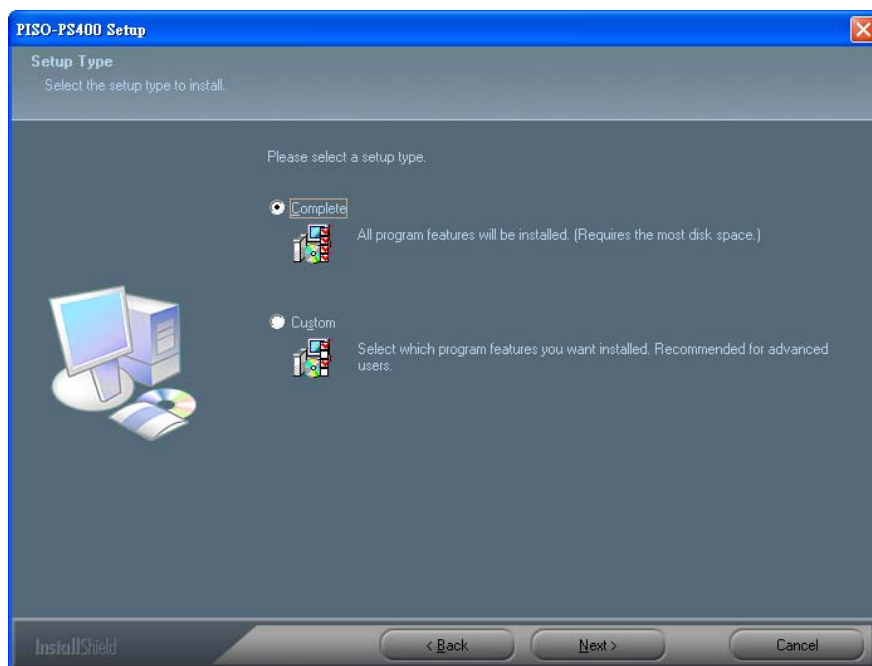 PISO-PS400 Setup
Setup Type
Select the setup type to install.
Please select a setup type.
Complete
All program features will be installed. (Requires the most disk space.)
Custom
Select which program features you want installed. Recommended for advanced
users.
InstallShield
< Back
Next >
Cancel